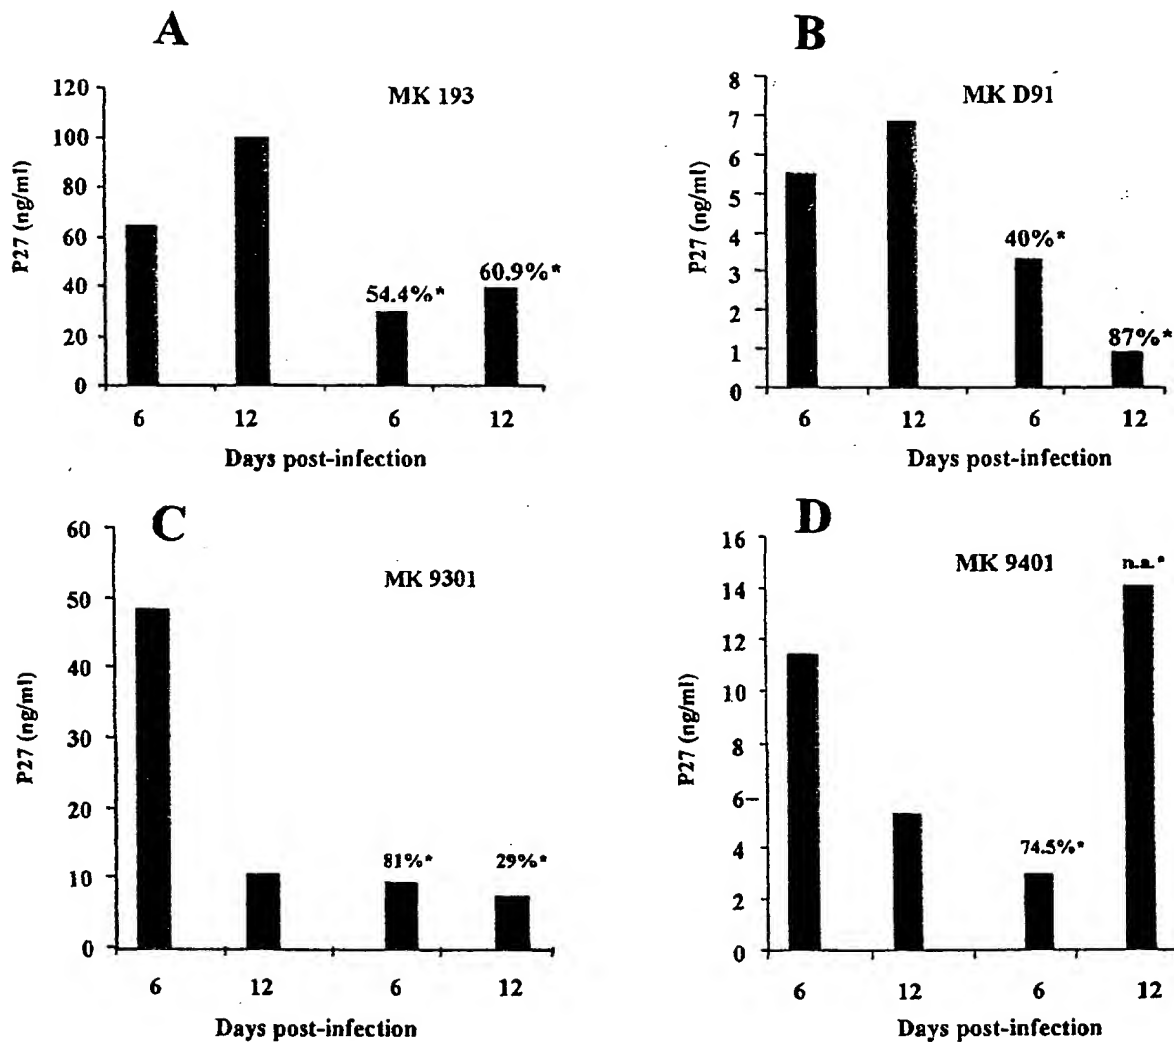 A
MK 193
P27 (ng/ml)
120
100
80
60
40
20
0
54.4%*
60.9%*
6 12 6 12
Days post-infection
B
MK D91
P27 (ng/ml)
8
7
6
5
4
3
2
1
0
40%*
87%*
6 12 6 12
Days post-infection
C
MK 9301
P27 (ng/ml)
60
50
40
30
20
10
0
81%*
29%*
6 12 6 12
Days post-infection
D
MK 9401
P27 (ng/ml)
16
14
12
10
8
6
4
2
0
74.5%*
n.a.*
6 12 6 12
Days post-infection